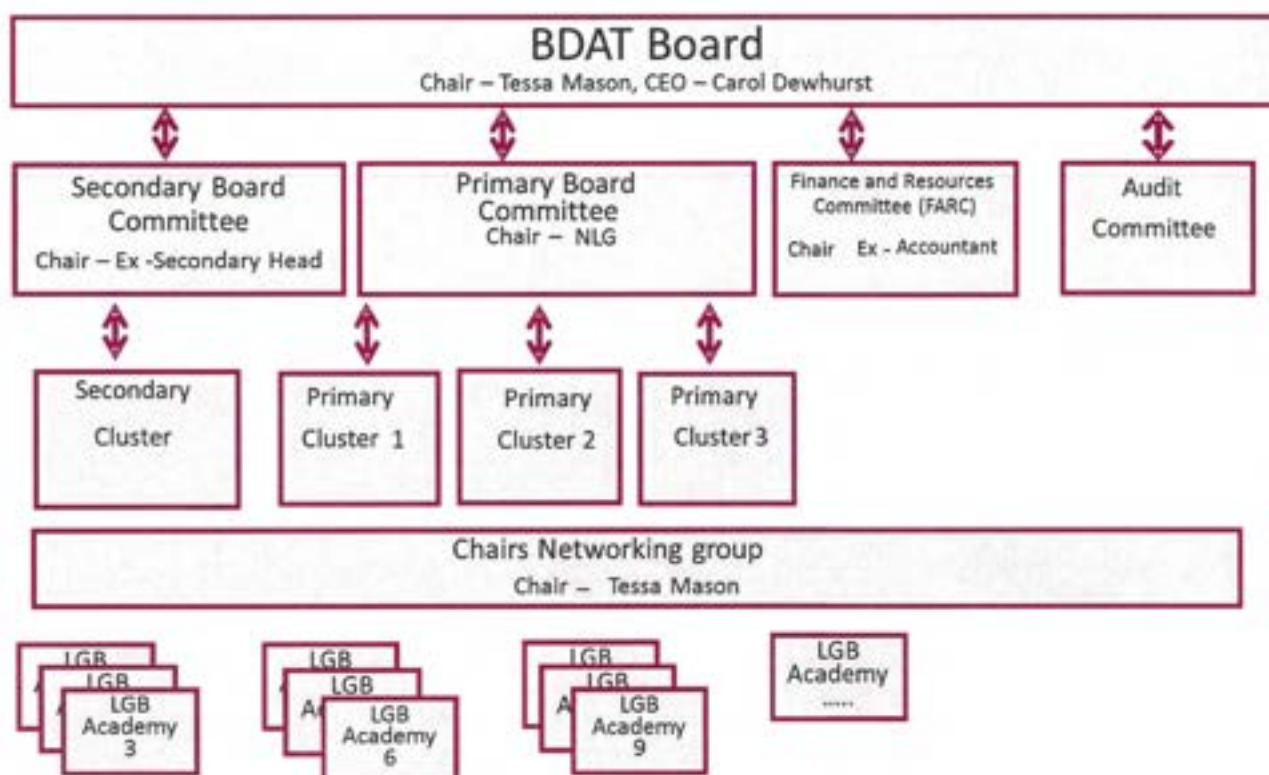 BDAT Board
Chair – Tessa Mason, CEO – Carol Dewhurst
Secondary Board
Committee
Chair – Ex -Secondary Head
Primary Board
Committee
Chair – NLG
Finance and Resources
Committee (FARC)
Chair Ex - Accountant
Audit
Committee
Secondary
Cluster
Primary
Cluster 1
Primary
Cluster 2
Primary
Cluster 3
Chairs Networking group
Chair – Tessa Mason
LGB
LGB
LGB
Academy
3
LGB
LGB
LGB
Academy
6
LGB
LGB
LGB
Academy
9
LGB
Academy
.....